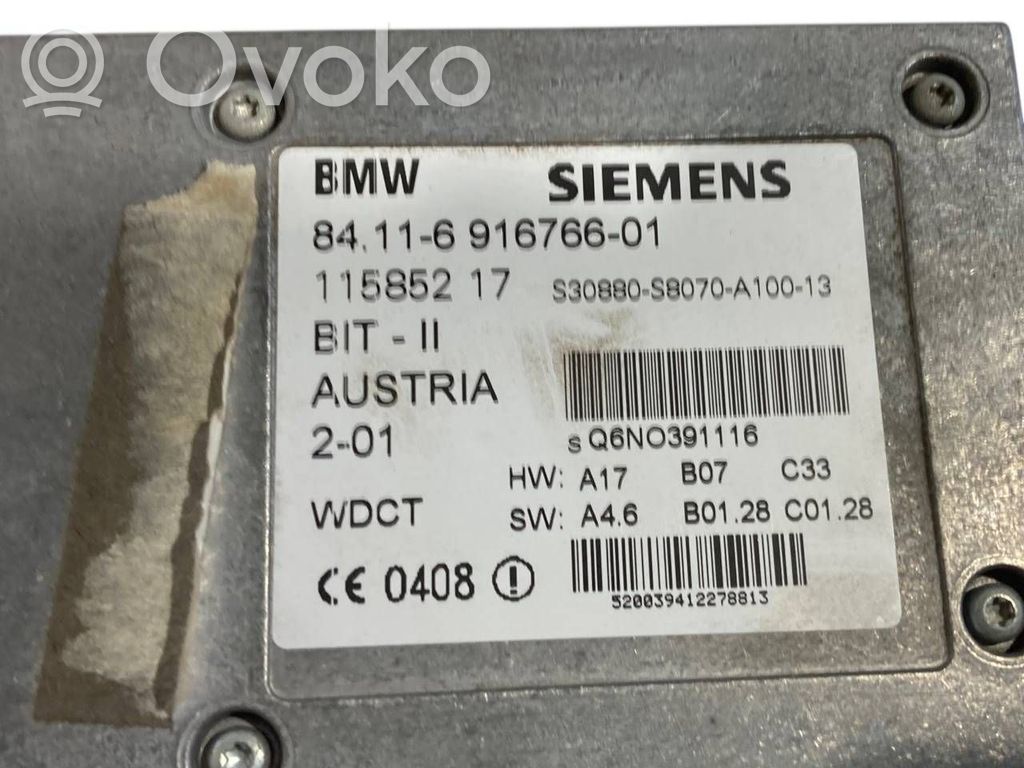 Ovoko
BMW SIEMENS
84.11-6 916766-01
115852 17 S30880-S8070-A100-13
BIT - II
AUSTRIA
2-01 s Q6NO391116
HW: A17 B07 C33
WDCT SW: A4.6 B01.28 C01.28
CE 0408
520039412278813